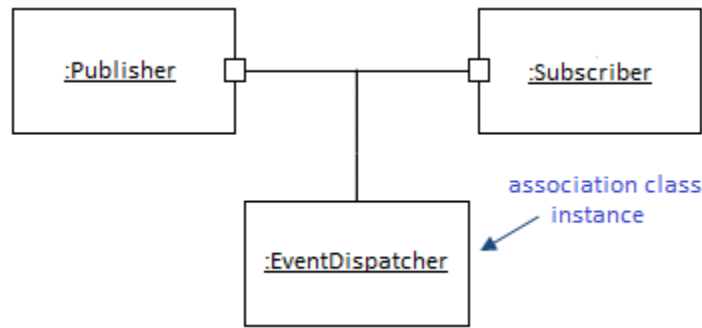 :Publisher
:Subscriber
association class
instance
:EventDispatcher